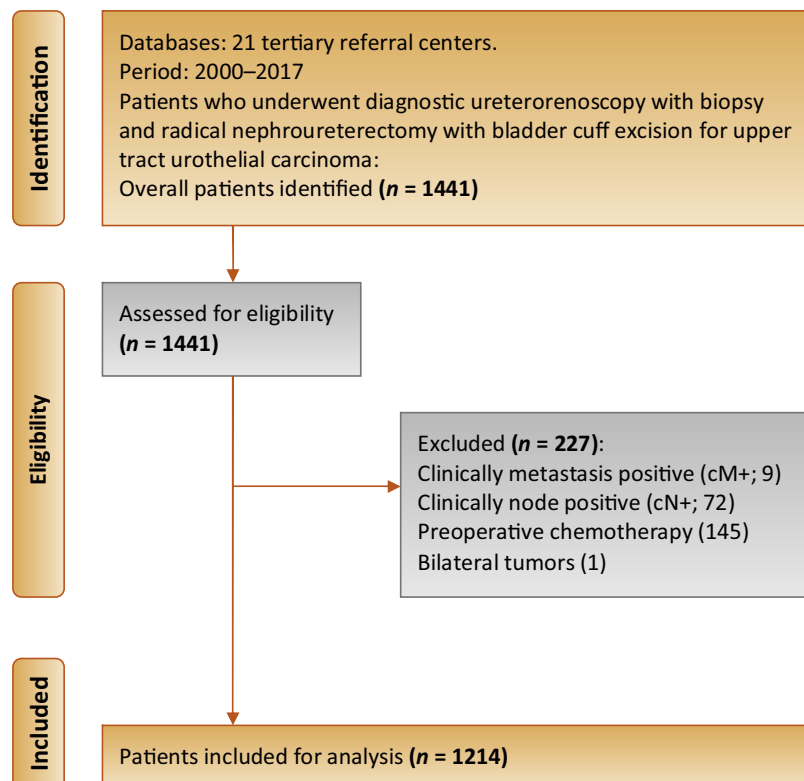 Identification
Databases: 21 tertiary referral centers.
Period: 2000–2017
Patients who underwent diagnostic ureterorenoscopy with biopsy
and radical nephroureterectomy with bladder cuff excision for upper
tract urothelial carcinoma:
Overall patients identified (n = 1441)
Eligibility
Assessed for eligibility
(n = 1441)
Excluded (n = 227):
Clinically metastasis positive (cM+; 9)
Clinically node positive (cN+; 72)
Preoperative chemotherapy (145)
Bilateral tumors (1)
Included
Patients included for analysis (n = 1214)